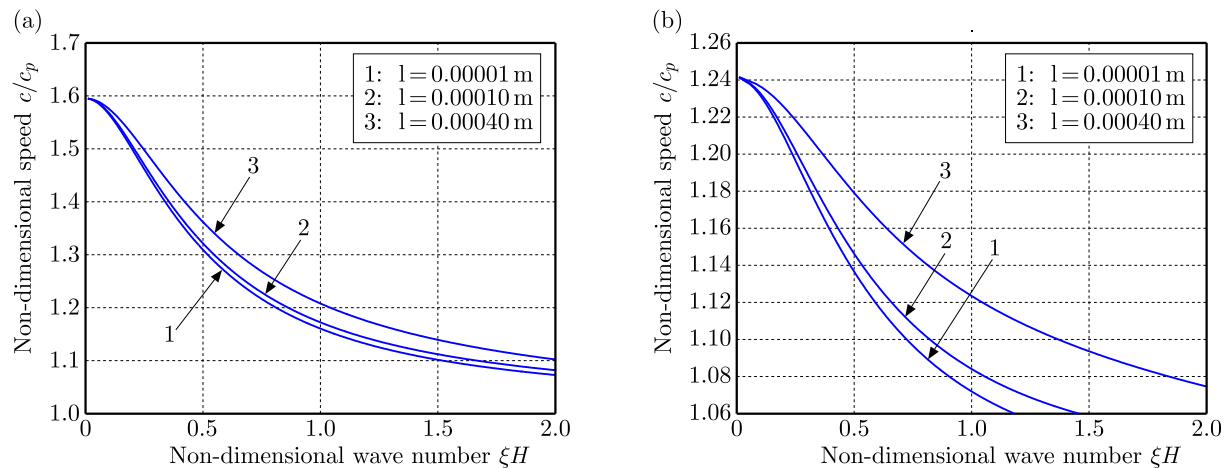 (a)
Non-dimensional speed c/c_p
1.7
1.6
1.5
1.4
1.3
1.2
1.1
1.0
1: l = 0.00001 m
2: l = 0.00010 m
3: l = 0.00040 m
3
2
1
0 0.5 1.0 1.5 2.0
Non-dimensional wave number ξH
(b)
Non-dimensional speed c/c_p
1.26
1.24
1.22
1.20
1.18
1.16
1.14
1.12
1.10
1.08
1.06
1: l = 0.00001 m
2: l = 0.00010 m
3: l = 0.00040 m
3
2
1
0 0.5 1.0 1.5 2.0
Non-dimensional wave number ξH